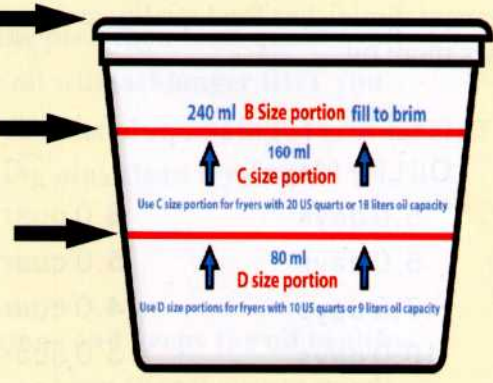 240 ml B Size portion fill to brim
160 ml
C size portion
Use C size portion for fryers with 20 US quarts or 18 liters oil capacity
80 ml
D size portion
Use D size portions for fryers with 10 US quarts or 9 liters oil capacity